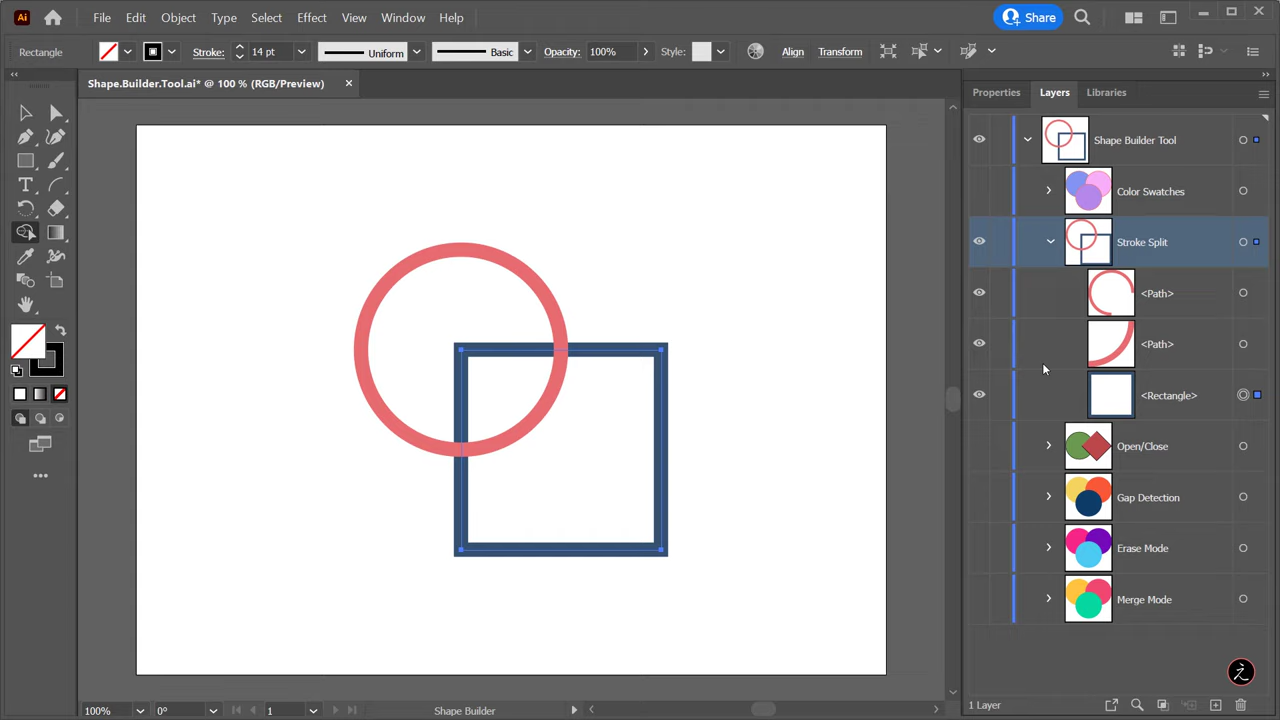 Ai File Edit Object Type Select Effect View Window Help Share
Rectangle Stroke: 14 pt Uniform Basic Opacity: 100% Style: Align Transform
Shape.Builder.Tool.ai* @ 100 % (RGB/Preview) ×
Properties Layers Libraries
Shape Builder Tool
Color Swatches
Stroke Split
<Path>
<Path>
<Rectangle>
Open/Close
Gap Detection
Erase Mode
Merge Mode
1 Layer
100% 0° 1 Shape Builder